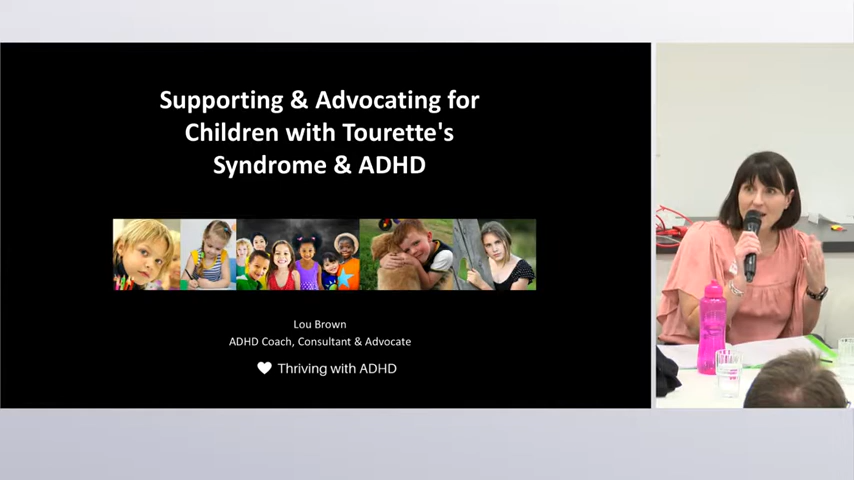 Supporting & Advocating for
Children with Tourette's
Syndrome & ADHD
Lou Brown
ADHD Coach, Consultant & Advocate
Thriving with ADHD